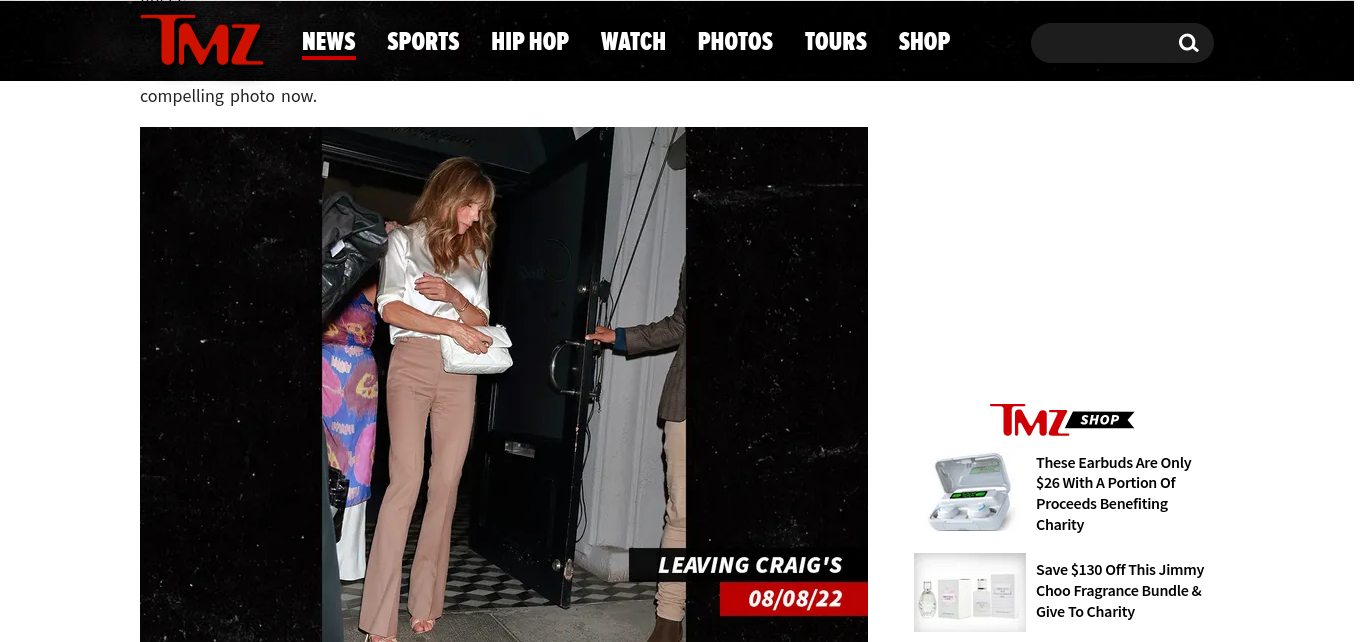 TMZ
NEWS
SPORTS
HIP HOP
WATCH
PHOTOS
TOURS
SHOP
compelling photo now.
LEAVING CRAIG'S
08/08/22
TMZ SHOP
These Earbuds Are Only
$26 With A Portion Of
Proceeds Benefiting
Charity
Save $130 Off This Jimmy
Choo Fragrance Bundle &
Give To Charity